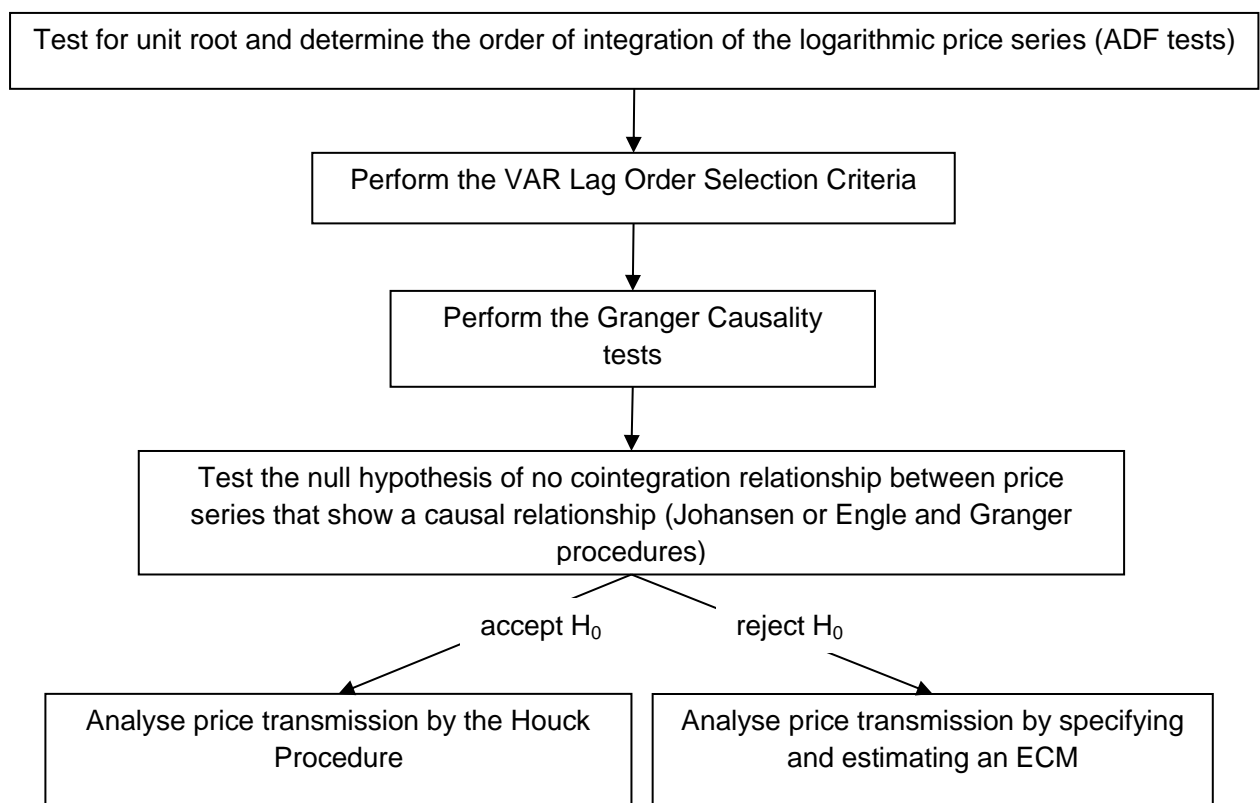 Test for unit root and determine the order of integration of the logarithmic price series (ADF tests)
Perform the VAR Lag Order Selection Criteria
Perform the Granger Causality
tests
Test the null hypothesis of no cointegration relationship between price
series that show a causal relationship (Johansen or Engle and Granger
procedures)
accept H₀
reject H₀
Analyse price transmission by the Houck
Procedure
Analyse price transmission by specifying
and estimating an ECM